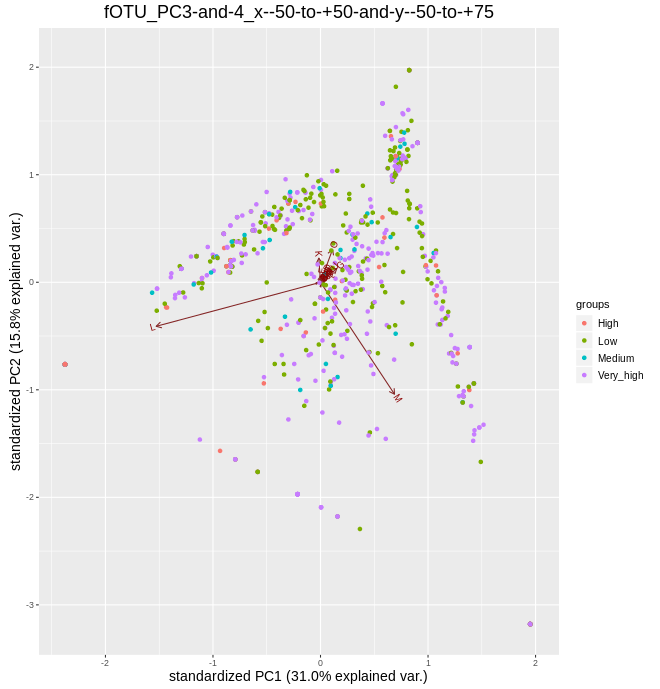 fOTU_PC3-and-4_x--50-to-+50-and-y--50-to-+75
standardized PC2 (15.8% explained var.)
2
1
0
-1
-2
-3
K
L
M
groups
High
Low
Medium
Very_high
-2
-1
0
1
2
standardized PC1 (31.0% explained var.)